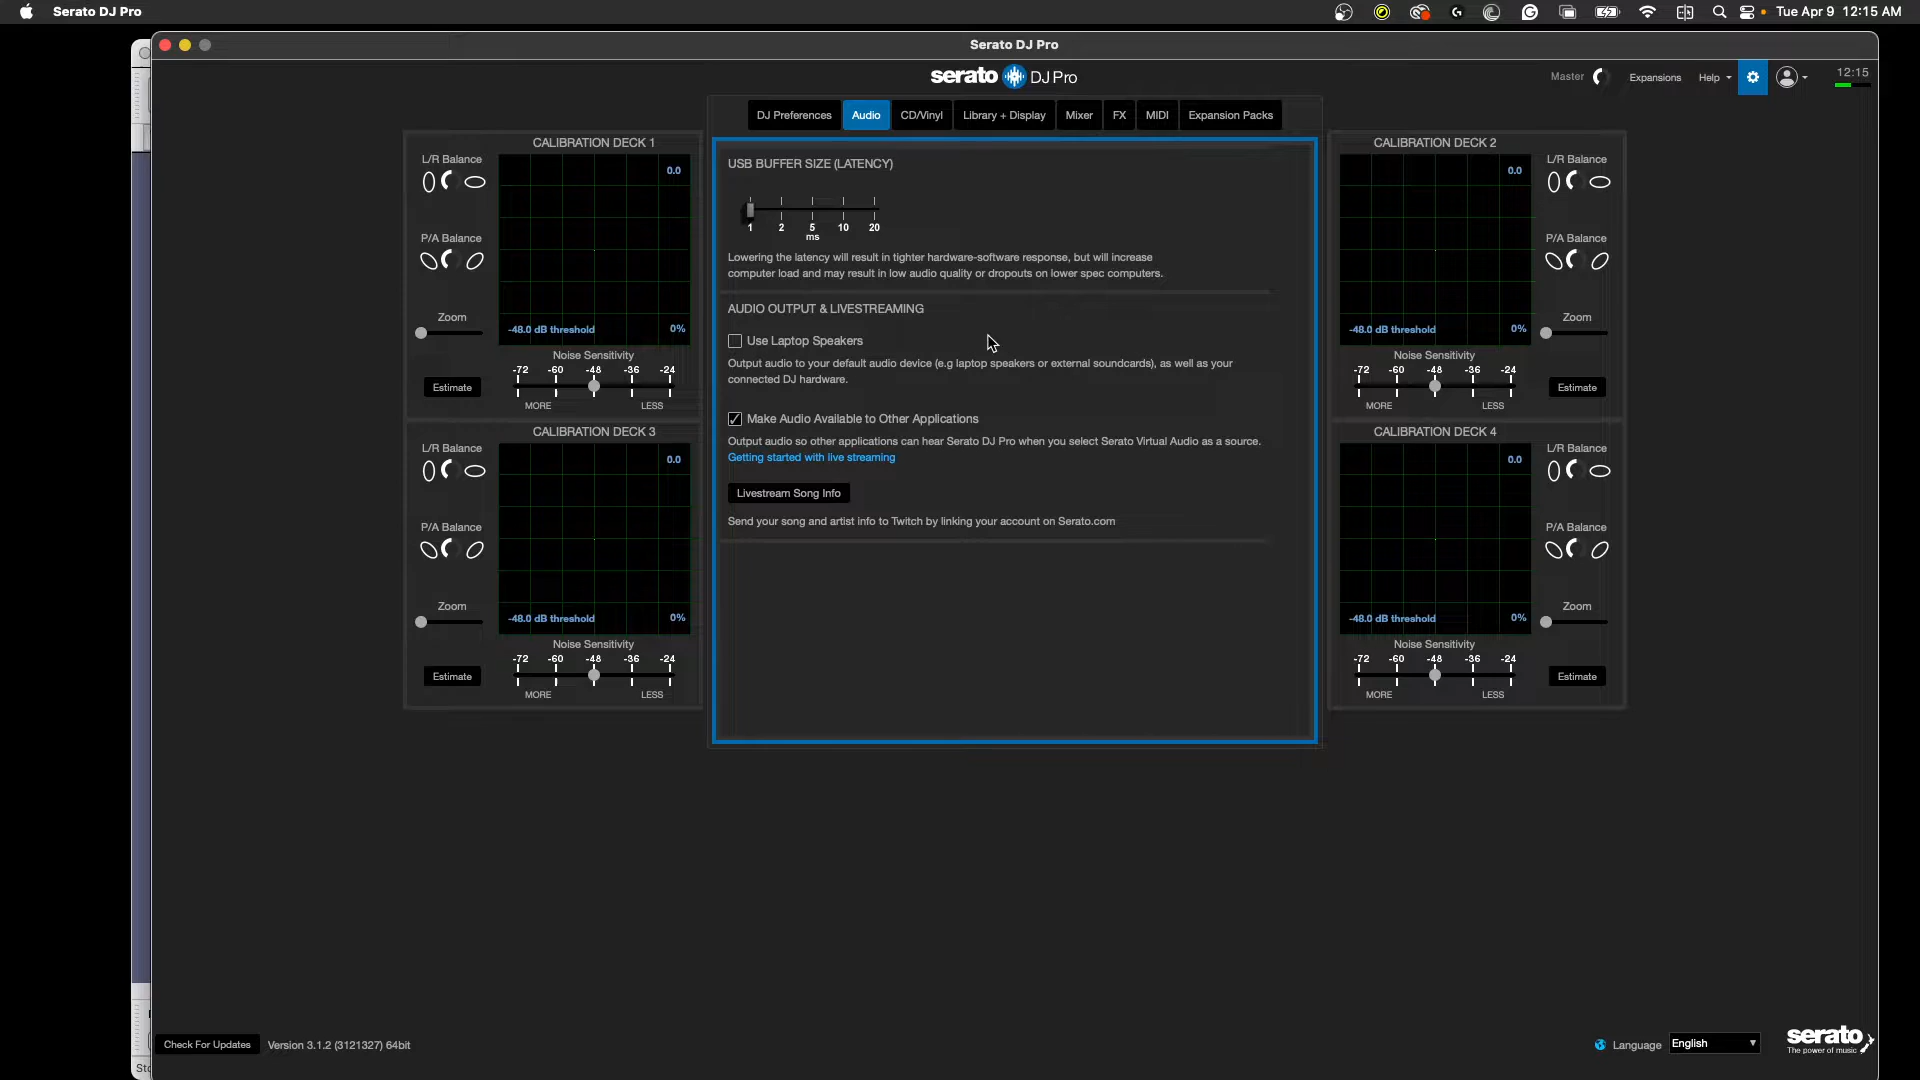 Serato DJ Pro
Tue Apr 9 12:15 AM
Serato DJ Pro
serato DJ Pro
Master
Expansions
Help
12:15
DJ Preferences
Audio
CD/Vinyl
Library + Display
Mixer
FX
MIDI
Expansion Packs
CALIBRATION DECK 1
L/R Balance
0.0
P/A Balance
Zoom
-48.0 dB threshold 0%
Noise Sensitivity
-72 -60 -48 -36 -24
Estimate
MORE LESS
CALIBRATION DECK 3
L/R Balance
0.0
P/A Balance
Zoom
-48.0 dB threshold 0%
Noise Sensitivity
-72 -60 -48 -36 -24
Estimate
MORE LESS
USB BUFFER SIZE (LATENCY)
1 2 5 10 20
ms
Lowering the latency will result in tighter hardware-software response, but will increase
computer load and may result in low audio quality or dropouts on lower spec computers.
AUDIO OUTPUT & LIVESTREAMING
Use Laptop Speakers
Output audio to your default audio device (e.g laptop speakers or external soundcards), as well as your
connected DJ hardware.
Make Audio Available to Other Applications
Output audio so other applications can hear Serato DJ Pro when you select Serato Virtual Audio as a source.
Getting started with live streaming
Livestream Song Info
Send your song and artist info to Twitch by linking your account on Serato.com
CALIBRATION DECK 2
L/R Balance
0.0
P/A Balance
Zoom
-48.0 dB threshold 0%
Noise Sensitivity
-72 -60 -48 -36 -24
Estimate
MORE LESS
CALIBRATION DECK 4
L/R Balance
0.0
P/A Balance
Zoom
-48.0 dB threshold 0%
Noise Sensitivity
-72 -60 -48 -36 -24
Estimate
MORE LESS
Check For Updates
Version 3.1.2 (3121327) 64bit
Language
English
serato
The power of music